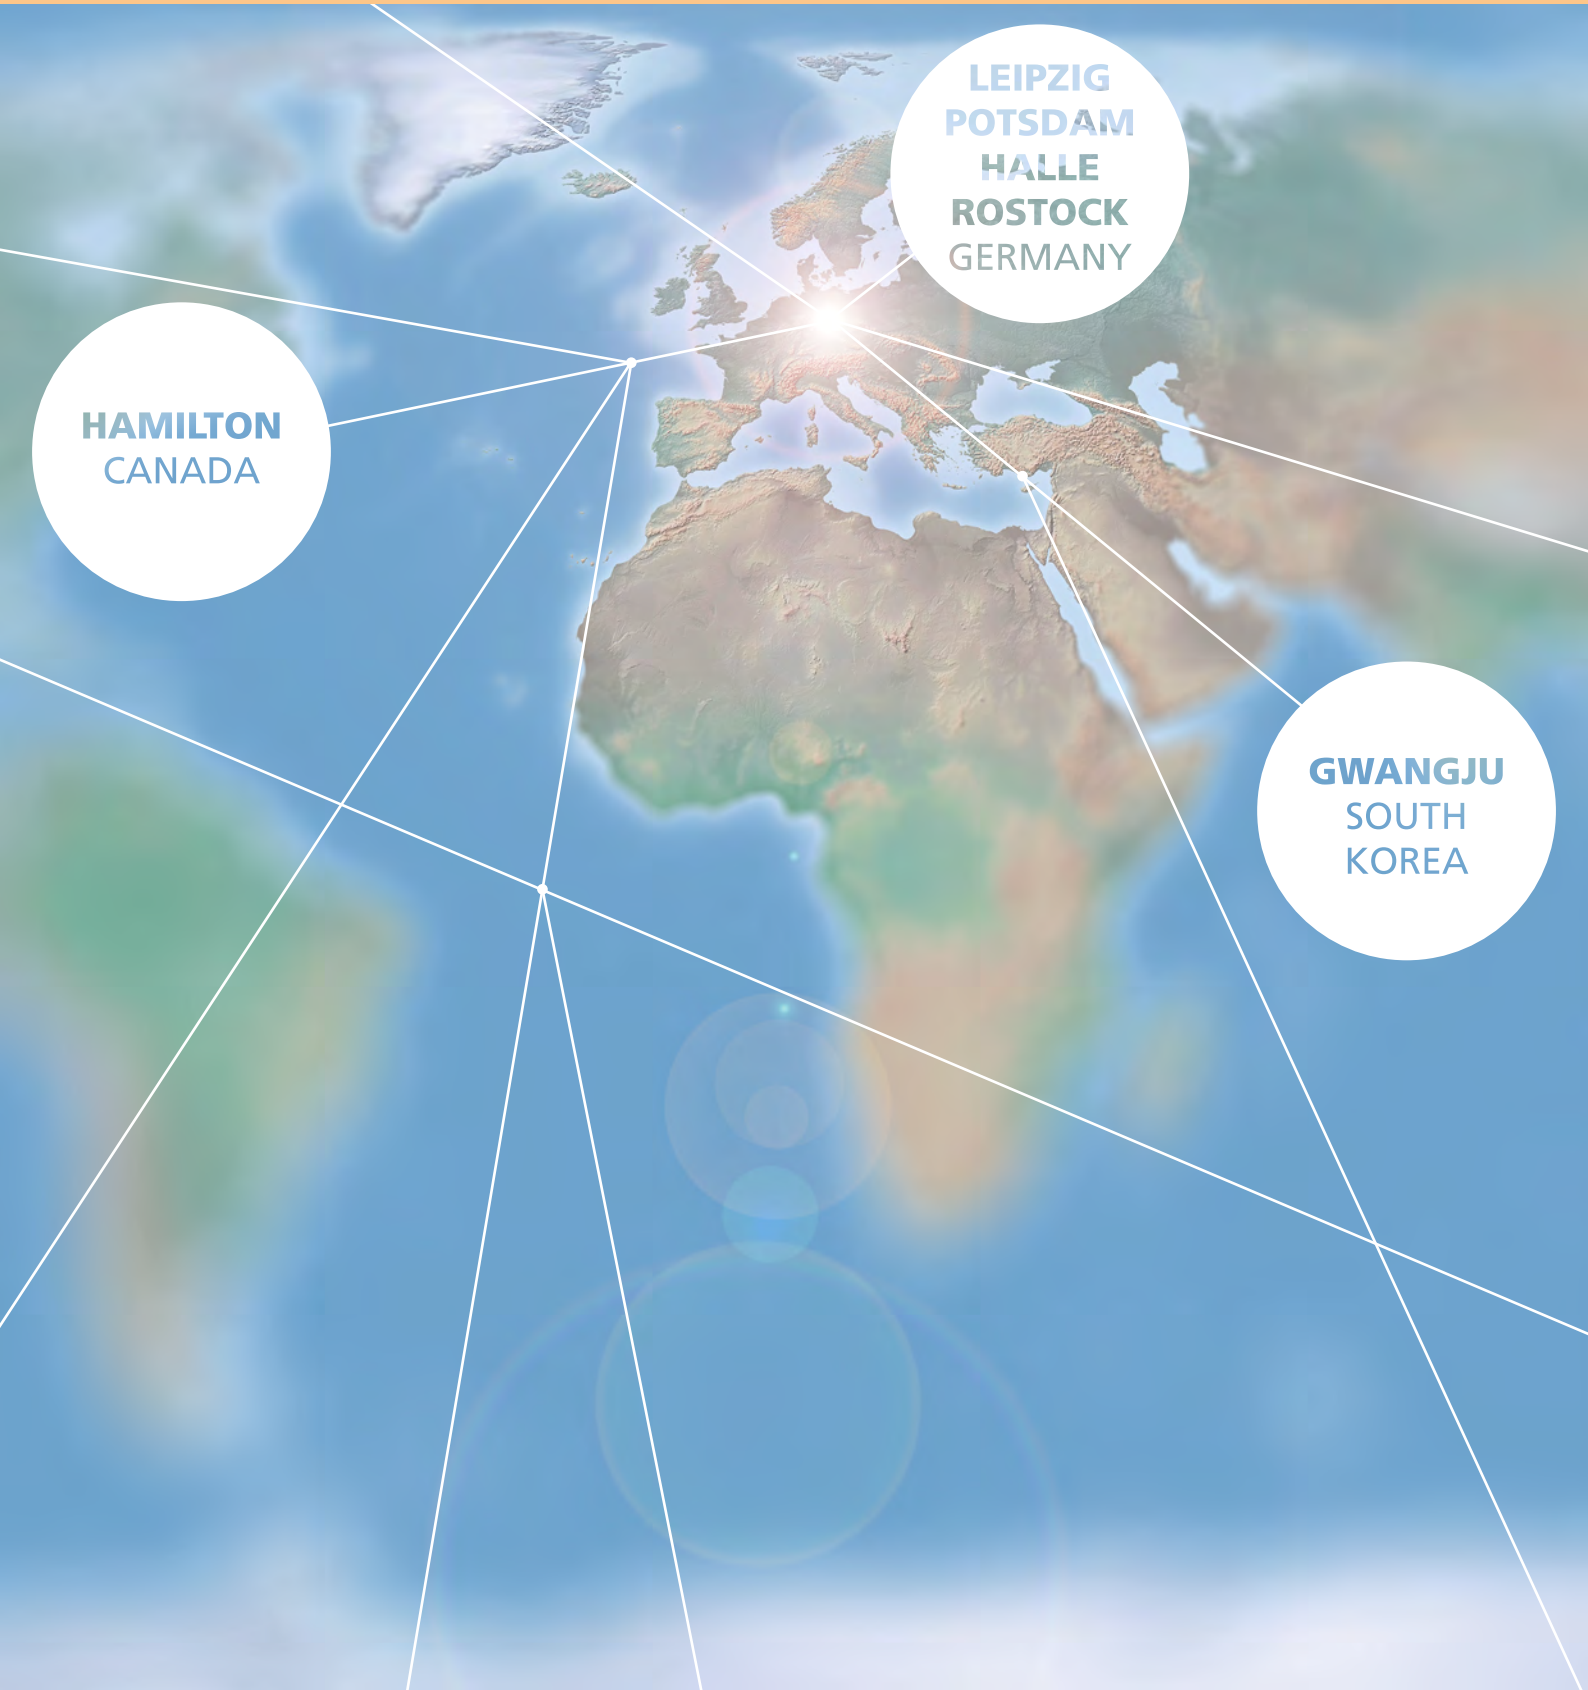 LEIPZIG
POTSDAM
HALLE
ROSTOCK
GERMANY
HAMILTON
CANADA
GWANGJU
SOUTH
KOREA